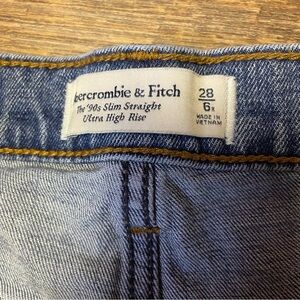 Abercrombie & Fitch
The '90s Slim Straight
Ultra High Rise
28
6R
MADE IN
VIETNAM